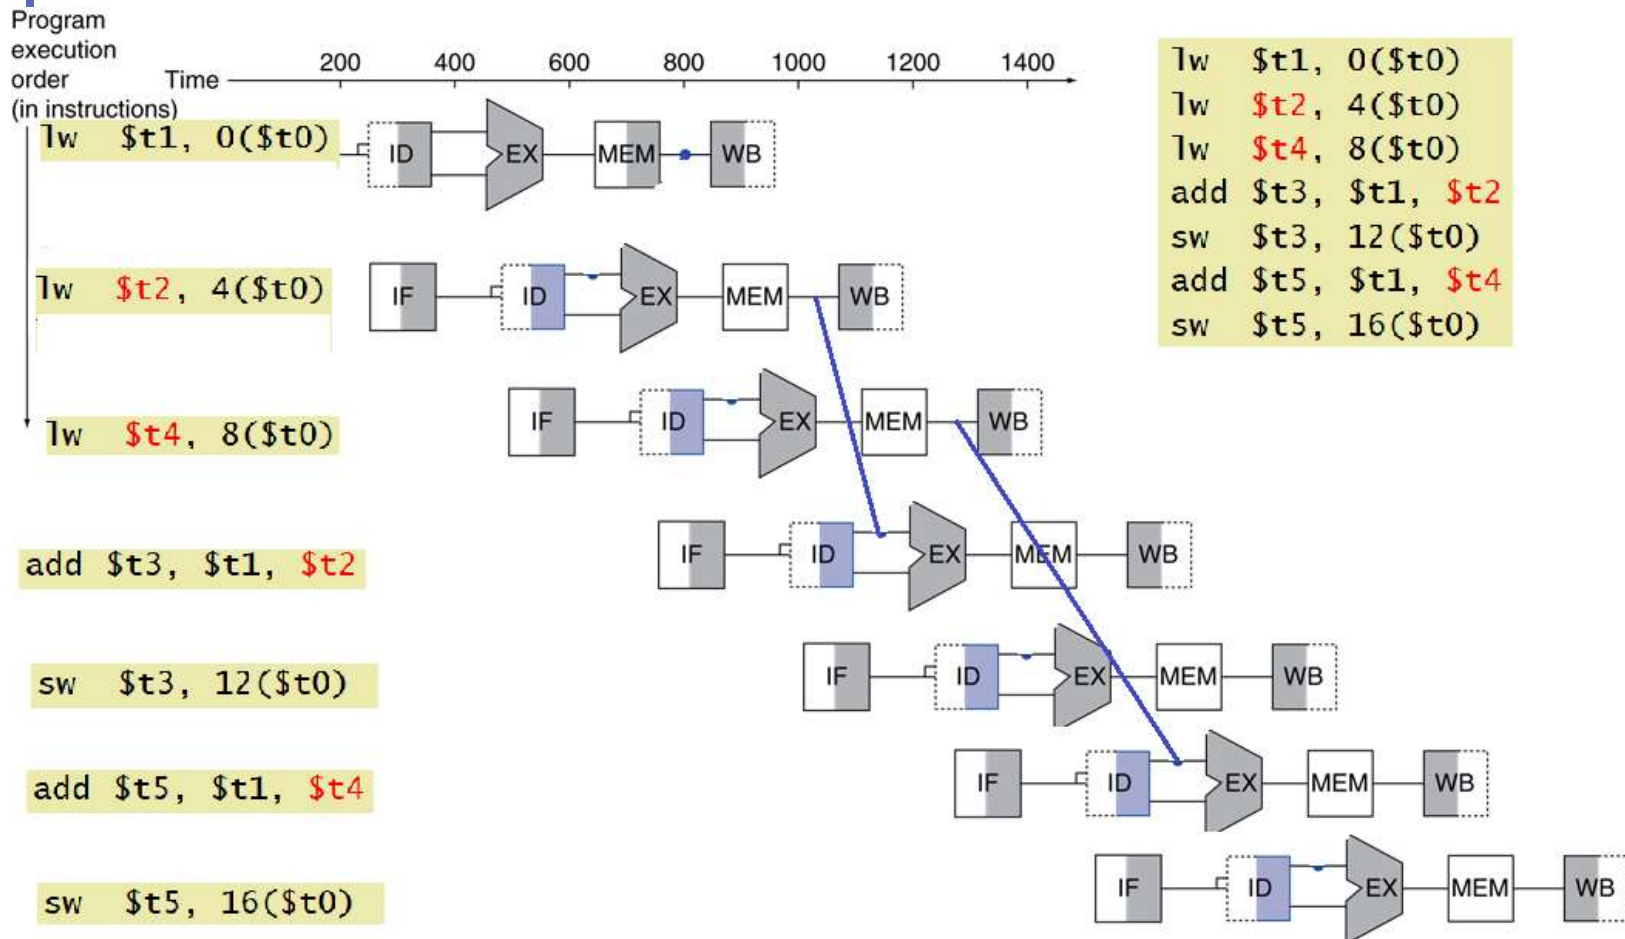 Program
execution
order
(in instructions)
Time 200 400 600 800 1000 1200 1400
lw $t1, 0($t0)
ID EX MEM WB
lw $t2, 4($t0)
IF ID EX MEM WB
lw $t4, 8($t0)
IF ID EX MEM WB
add $t3, $t1, $t2
IF ID EX MEM WB
sw $t3, 12($t0)
IF ID EX MEM WB
add $t5, $t1, $t4
IF ID EX MEM WB
sw $t5, 16($t0)
IF ID EX MEM WB
lw $t1, 0($t0)
lw $t2, 4($t0)
lw $t4, 8($t0)
add $t3, $t1, $t2
sw $t3, 12($t0)
add $t5, $t1, $t4
sw $t5, 16($t0)